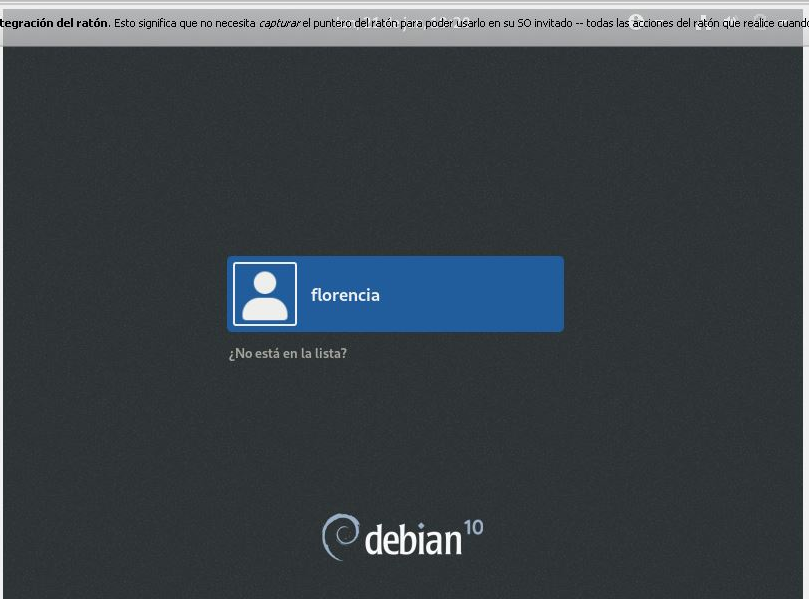 tegración del ratón. Esto significa que no necesita capturar el puntero del ratón para poder usarlo en su SO invitado -- todas las acciones del ratón que realice cuando
florencia
¿No está en la lista?
debian 10